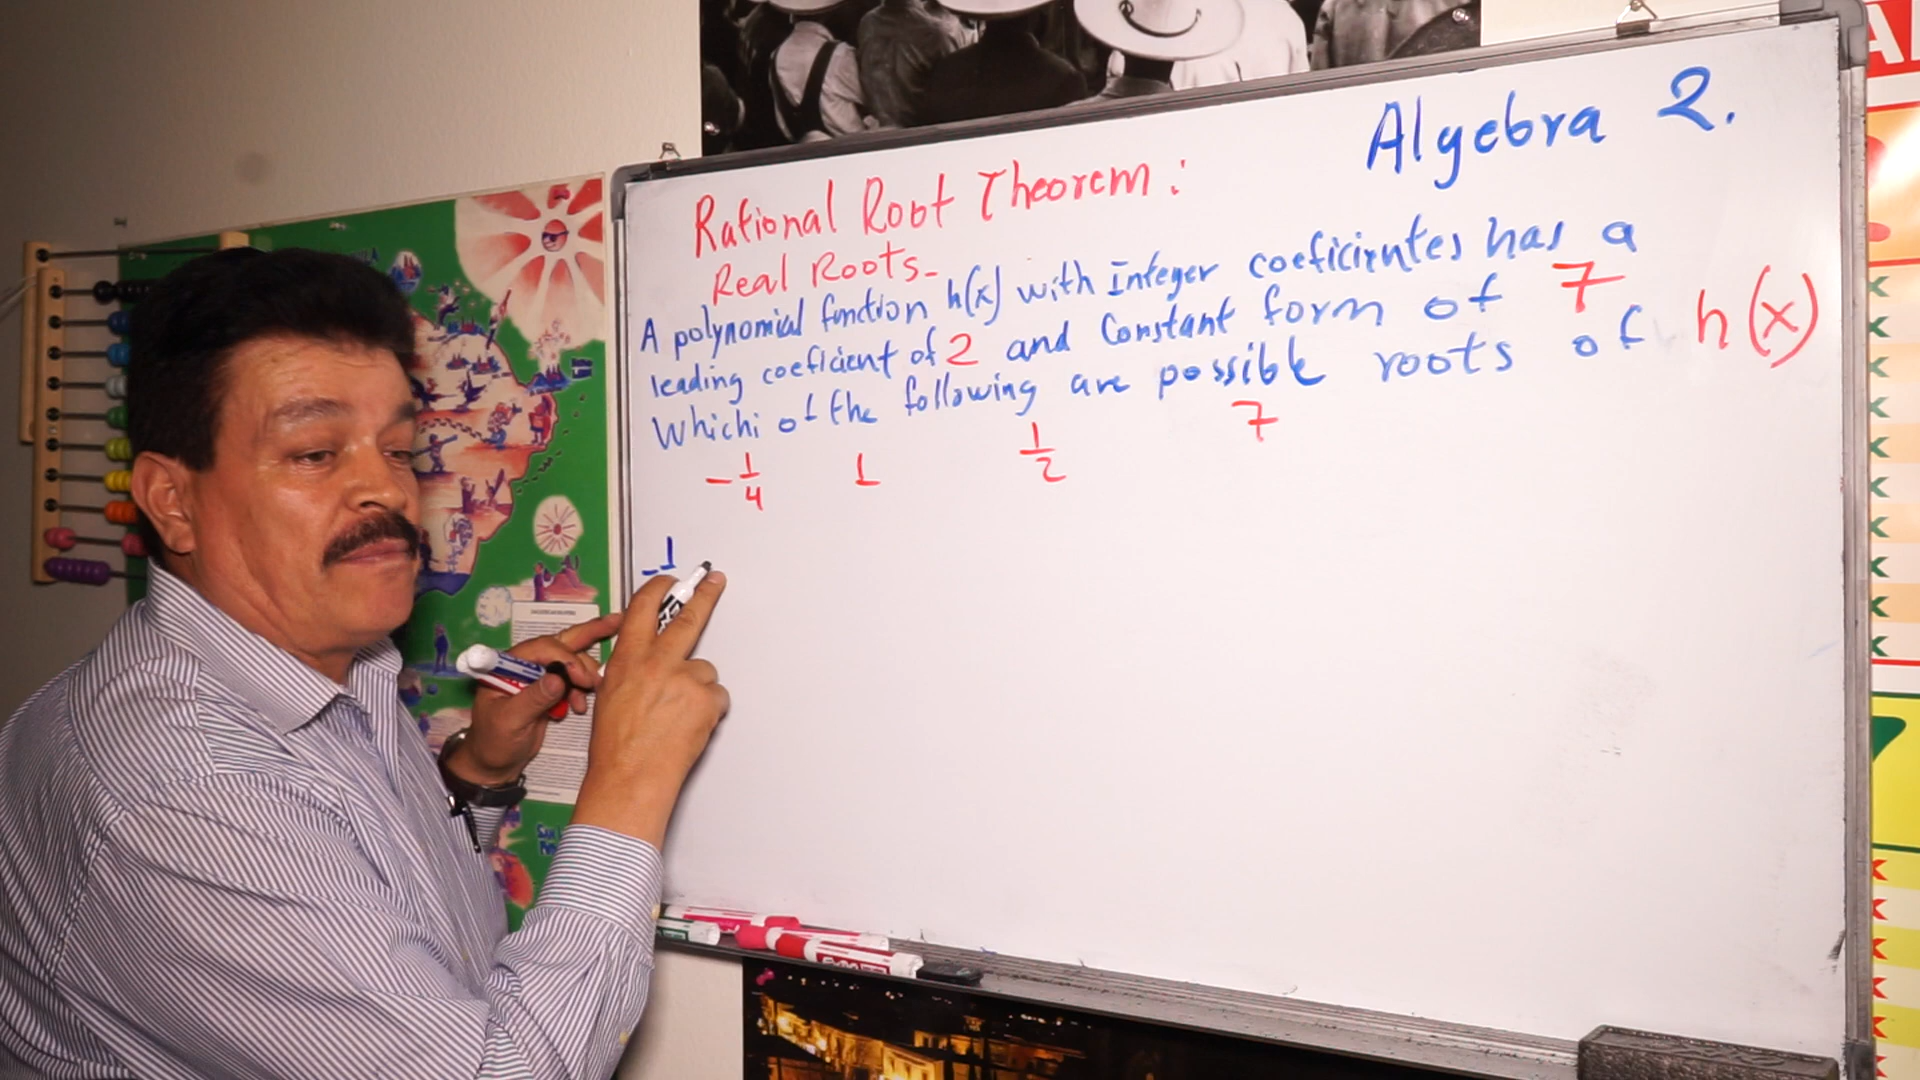 Algebra 2.
Rational Root Theorem:
Real Roots-
A polynomial function h(x) with Integer coeficirntes has a
leading coeficient of 2 and Constant form of 7
Whichi of the following are possible roots of h(x)
-1/4 1 1/2 7
-1